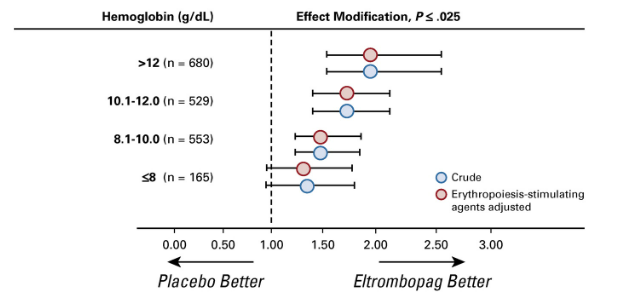 Hemoglobin (g/dL) Effect Modification, P ≤ .025
>12 (n = 680)
10.1-12.0 (n = 529)
8.1-10.0 (n = 553)
≤8 (n = 165)
Crude
Erythropoiesis-stimulating
agents adjusted
0.00 0.50 1.00 1.50 2.00 2.50 3.00
Placebo Better Eltrombopag Better